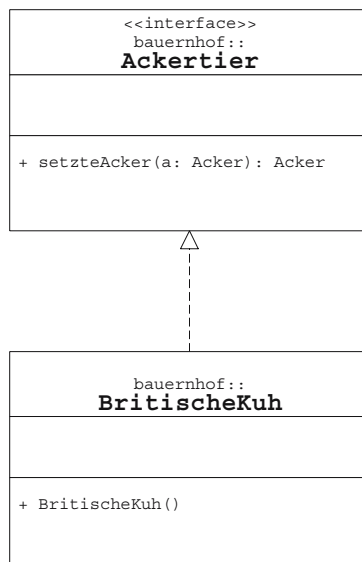 <<interface>>
bauernhof::
Ackertier
+ setzteAcker(a: Acker): Acker
bauernhof::
BritischeKuh
+ BritischeKuh()